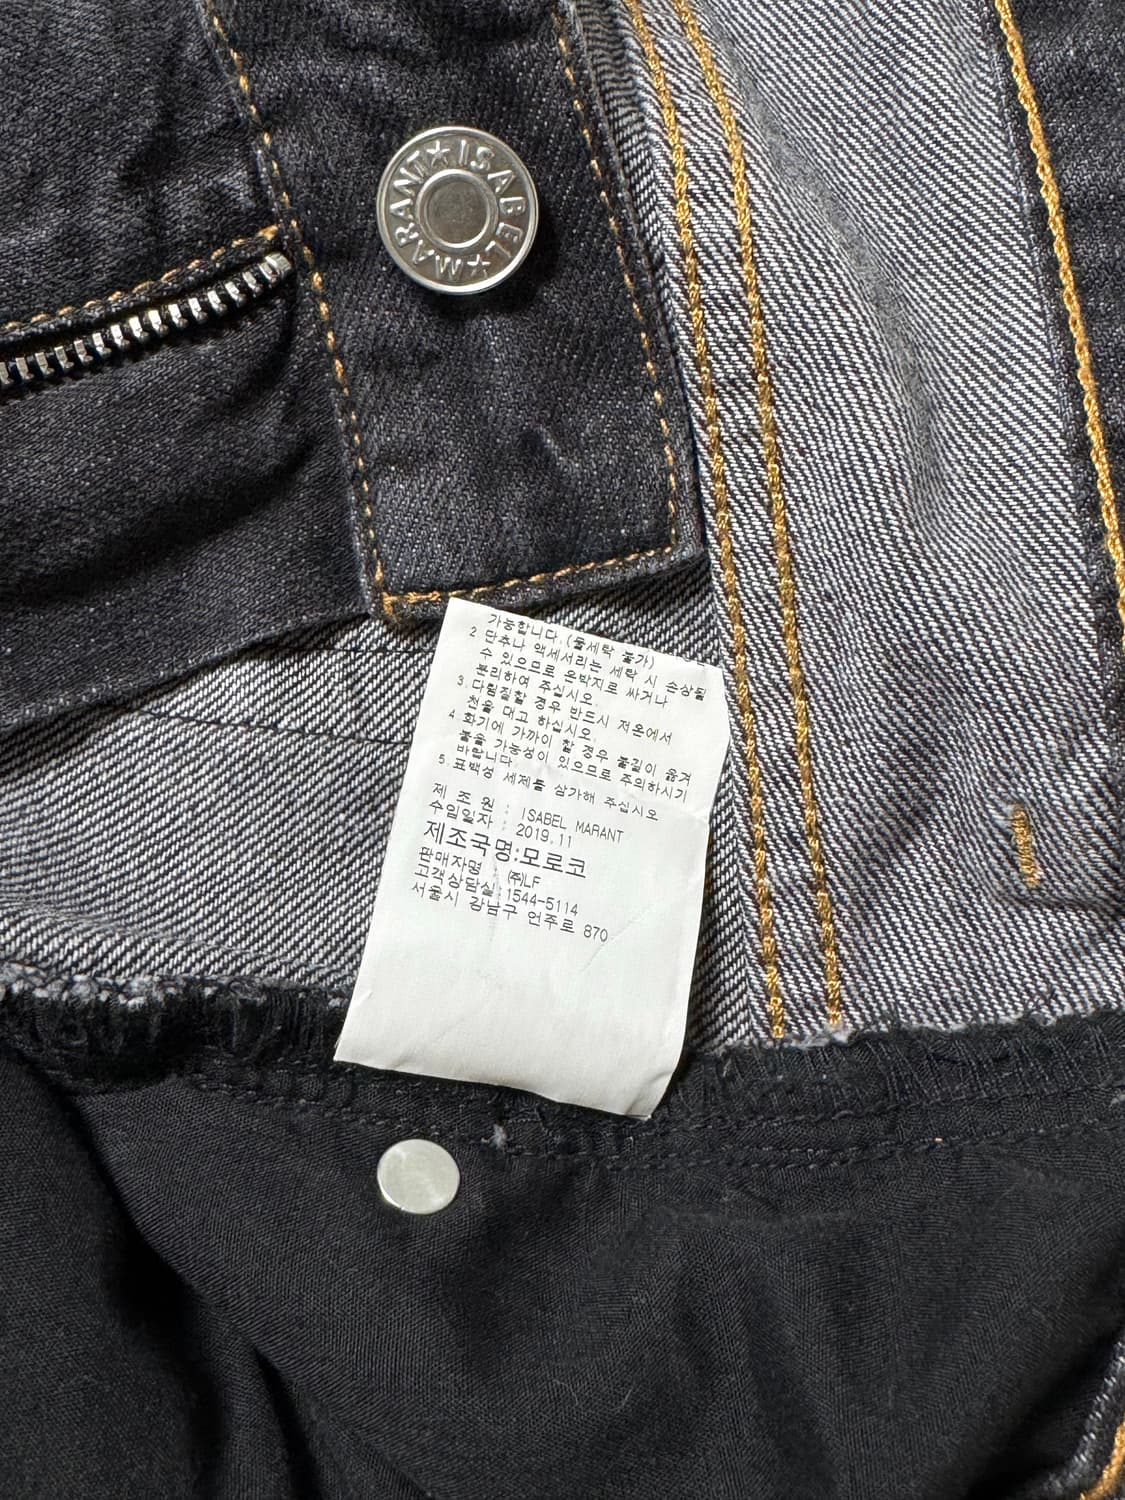 ISABEL★MARANT★
가능합니다.(물세탁 불가)
2.단추나 액세서리는 세탁 시 손상될
수 있으므로 은박지로 싸거나
분리하여 주십시오.
3.다림질할 경우 반드시 저온에서
천을 대고 하십시오.
4.화기에 가까이 할 경우 불길이 옮겨
붙을 가능성이 있으므로 주의하시기
바랍니다.
5.표백성 세제를 삼가해 주십시오
제 조 원 : ISABEL MARANT
수입일자 : 2019.11
제조국명:모로코
판매자명 : ㈜LF
고객상담실 : 1544-5114
서울시 강남구 언주로 870